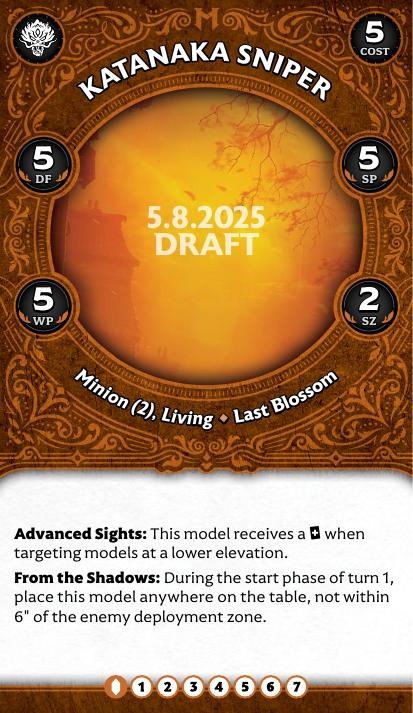 5
COST
KATANAKA SNIPER
5
DF
5
SP
5.8.2025
DRAFT
5
WP
2
SZ
Minion (2), Living • Last Blossom
Advanced Sights: This model receives a when
targeting models at a lower elevation.
From the Shadows: During the start phase of turn 1,
place this model anywhere on the table, not within
6" of the enemy deployment zone.
1 2 3 4 5 6 7